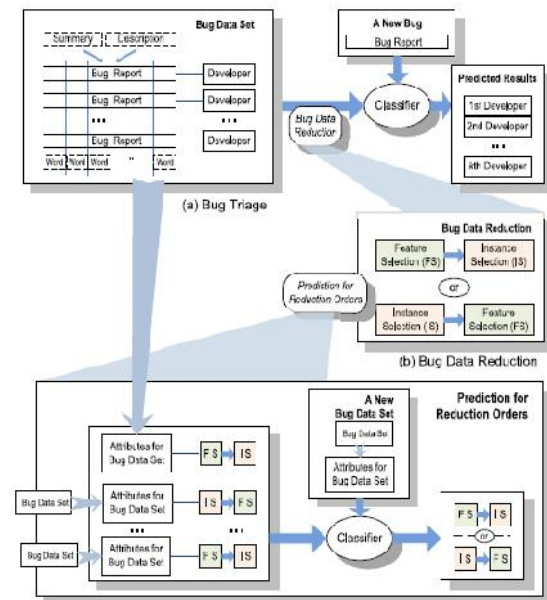 Bug Data Set
Summary
Description
Bug Report
Developer
Bug Report
Developer
...
...
Bug Report
Developer
Word
Word
Word
..
Word
A New Bug
Bug Report
Classifier
Bug Data
Reduction
Predicted Results
1st Developer
2nd Developer
...
kth Developer
(a) Bug Triage
Bug Data Reduction
Feature
Selection (FS)
Instance
Selection (IS)
or
Instance
Selection (IS)
Feature
Selection (FS)
Prediction for
Reduction Orders
(b) Bug Data Reduction
Attributes for
Bug Data Set
FS
IS
Bug Data Set
Attributes for
Bug Data Set
IS
FS
...
...
Bug Data Set
Attributes for
Bug Data Set
FS
IS
A New
Bug Data Set
Bug Data Set
Attributes for
Bug Data Set
Classifier
Prediction for
Reduction Orders
FS
IS
or
IS
FS